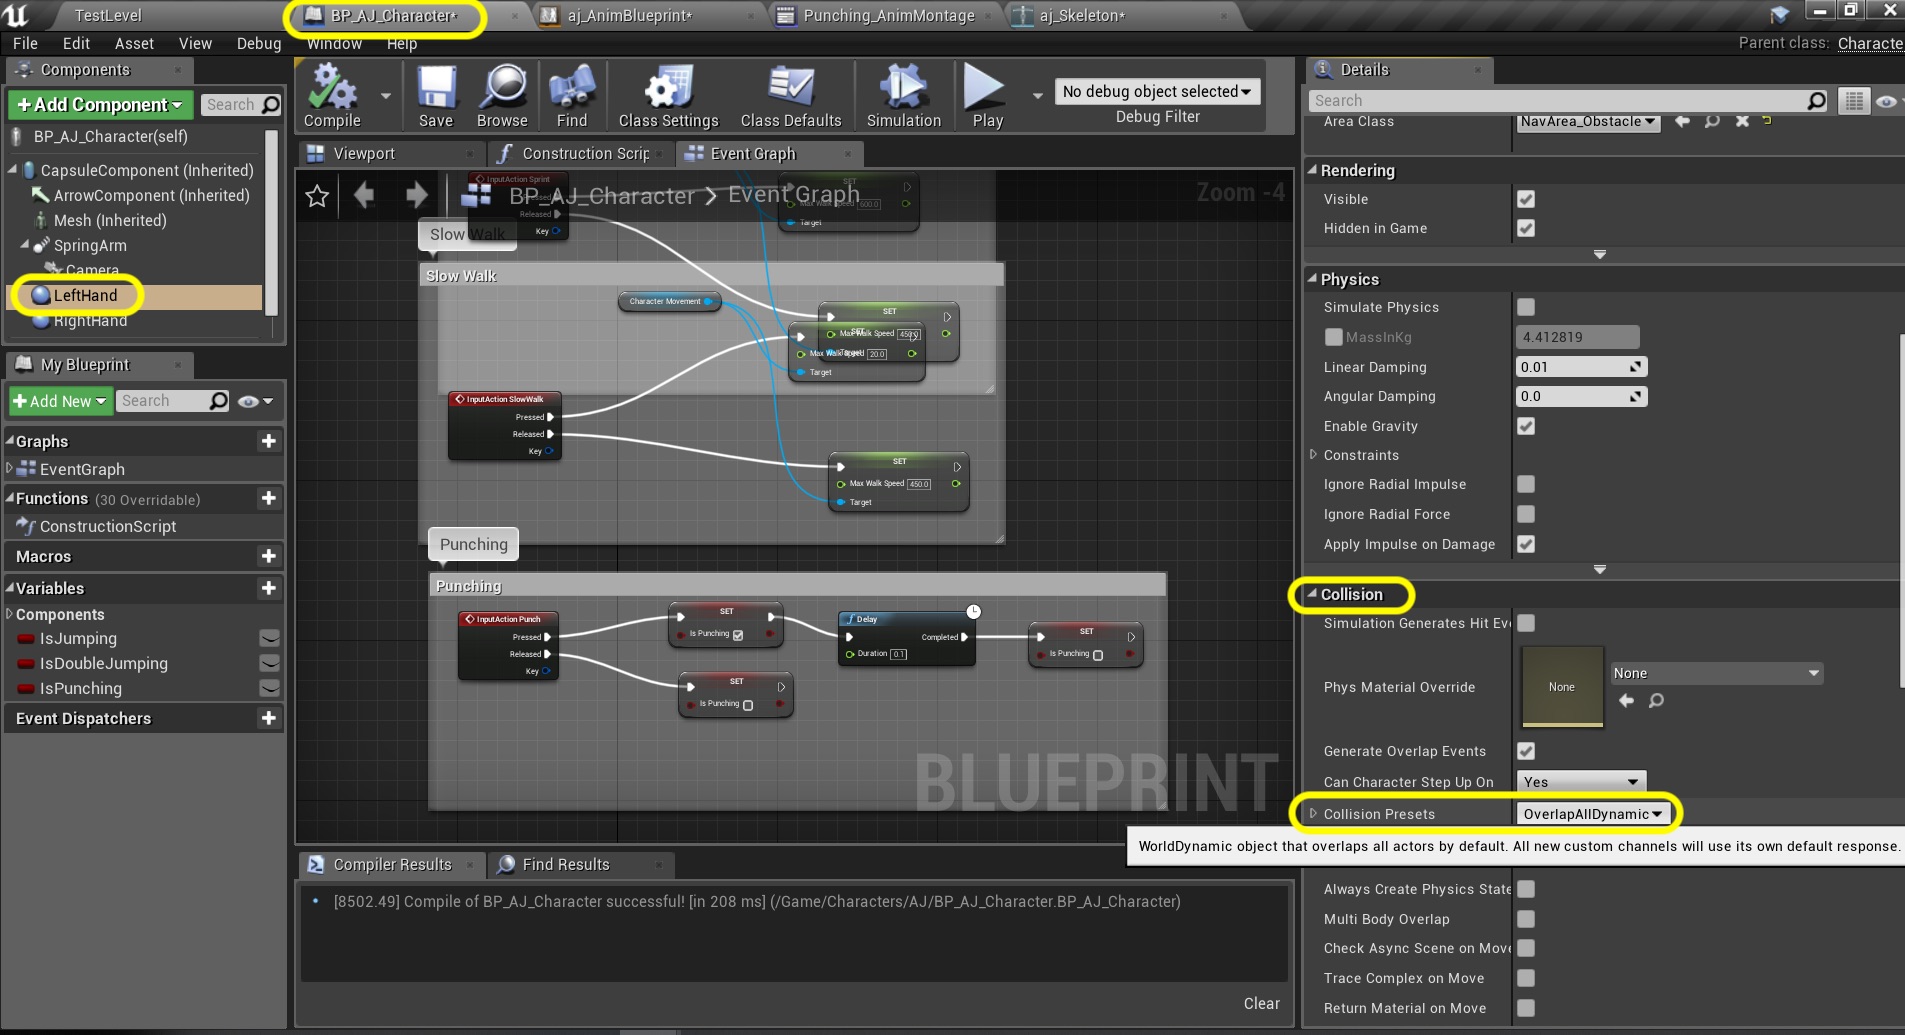 TestLevel
BP_AJ_Character*
aj_AnimBlueprint*
Punching_AnimMontage
aj_Skeleton*
File Edit Asset View Debug Window Help
Parent class: Characte
Components
+Add Component
Search
BP_AJ_Character(self)
CapsuleComponent (Inherited)
ArrowComponent (Inherited)
Mesh (Inherited)
SpringArm
Camera
LeftHand
RightHand
My Blueprint
+Add New
Search
Graphs
EventGraph
Functions (30 Overridable)
ConstructionScript
Macros
Variables
Components
IsJumping
IsDoubleJumping
IsPunching
Event Dispatchers
Compile
Save
Browse
Find
Class Settings
Class Defaults
Simulation
Play
No debug object selected
Debug Filter
Viewport
Construction Scrip
Event Graph
BP_AJ_Character > Event Graph
Zoom -4
InputAction Sprint
Pressed
Released
Key
SET
Max Walk Speed 600.0
Target
Slow Walk
Slow Walk
Character Movement
SET
Max Walk Speed 450.0
Target
SET
Max Walk Speed 20.0
Target
InputAction SlowWalk
Pressed
Released
Key
SET
Max Walk Speed 450.0
Target
Punching
Punching
InputAction Punch
Pressed
Released
Key
SET
Is Punching
SET
Is Punching
Delay
Completed
Duration 0.1
SET
Is Punching
BLUEPRINT
Compiler Results
Find Results
[8502.49] Compile of BP_AJ_Character successful! [in 208 ms] (/Game/Characters/AJ/BP_AJ_Character.BP_AJ_Character)
Clear
Details
Search
Area Class NavArea_Obstacle
Rendering
Visible
Hidden in Game
Physics
Simulate Physics
MassInKg 4.412819
Linear Damping 0.01
Angular Damping 0.0
Enable Gravity
Constraints
Ignore Radial Impulse
Ignore Radial Force
Apply Impulse on Damage
Collision
Simulation Generates Hit Eve
Phys Material Override
None
None
Generate Overlap Events
Can Character Step Up On Yes
Collision Presets OverlapAllDynamic
WorldDynamic object that overlaps all actors by default. All new custom channels will use its own default response.
Always Create Physics State
Multi Body Overlap
Check Async Scene on Move
Trace Complex on Move
Return Material on Move